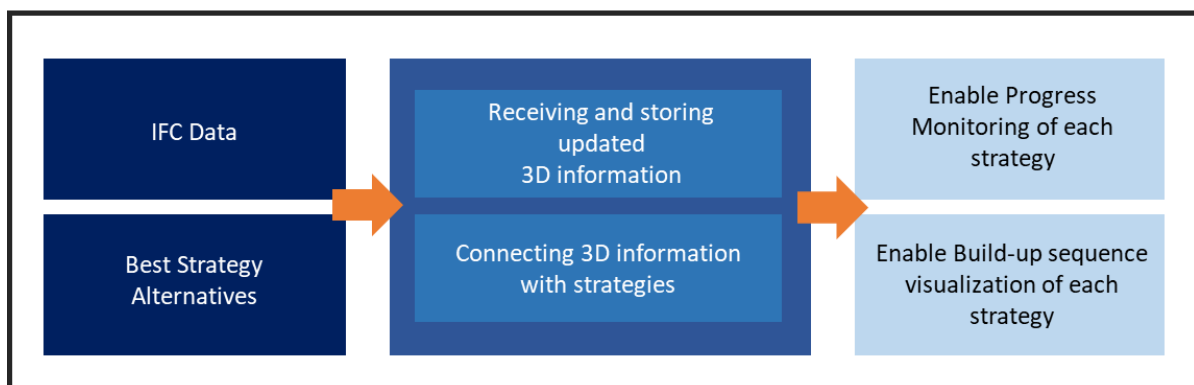 IFC Data
Best Strategy
Alternatives
Receiving and storing
updated
3D information
Connecting 3D information
with strategies
Enable Progress
Monitoring of each
strategy
Enable Build-up sequence
visualization of each
strategy